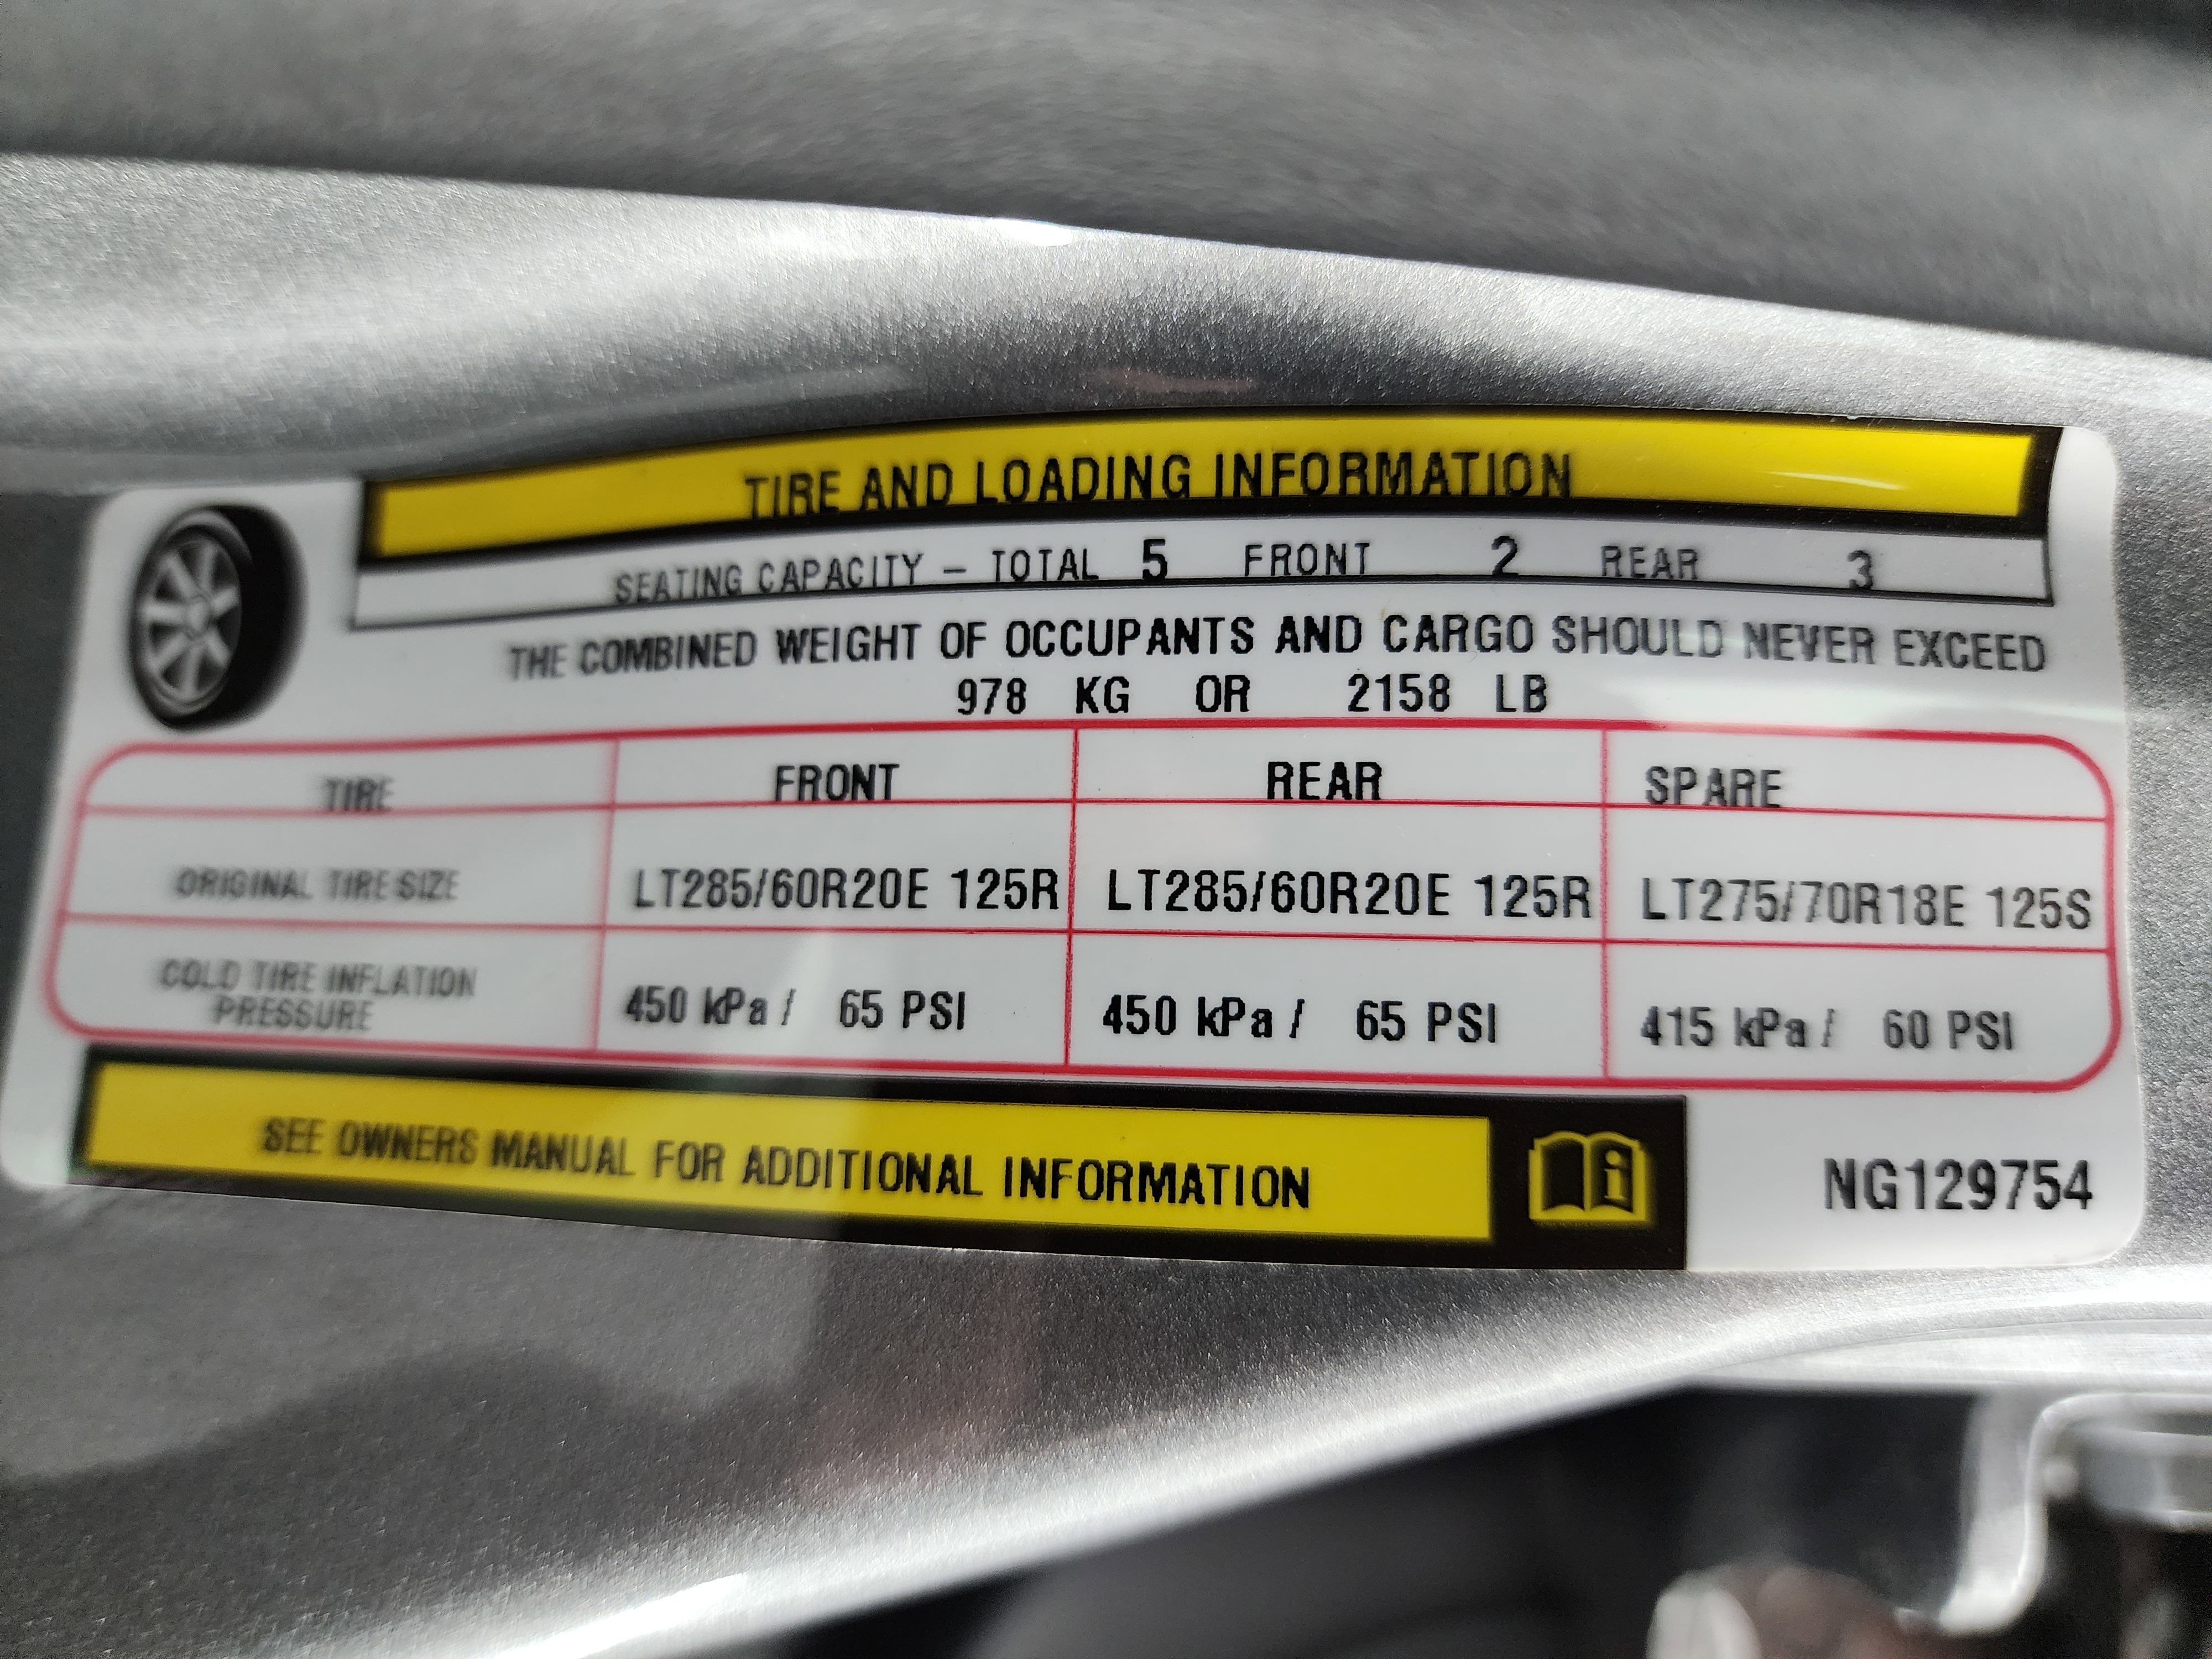 TIRE AND LOADING INFORMATION
SEATING CAPACITY – TOTAL 5 FRONT 2 REAR 3
THE COMBINED WEIGHT OF OCCUPANTS AND CARGO SHOULD NEVER EXCEED
978 KG OR 2158 LB
TIRE FRONT REAR SPARE
ORIGINAL TIRE SIZE LT285/60R20E 125R LT285/60R20E 125R LT275/70R18E 125S
COLD TIRE INFLATION
PRESSURE 450 kPa / 65 PSI 450 kPa / 65 PSI 415 kPa / 60 PSI
SEE OWNERS MANUAL FOR ADDITIONAL INFORMATION
NG129754